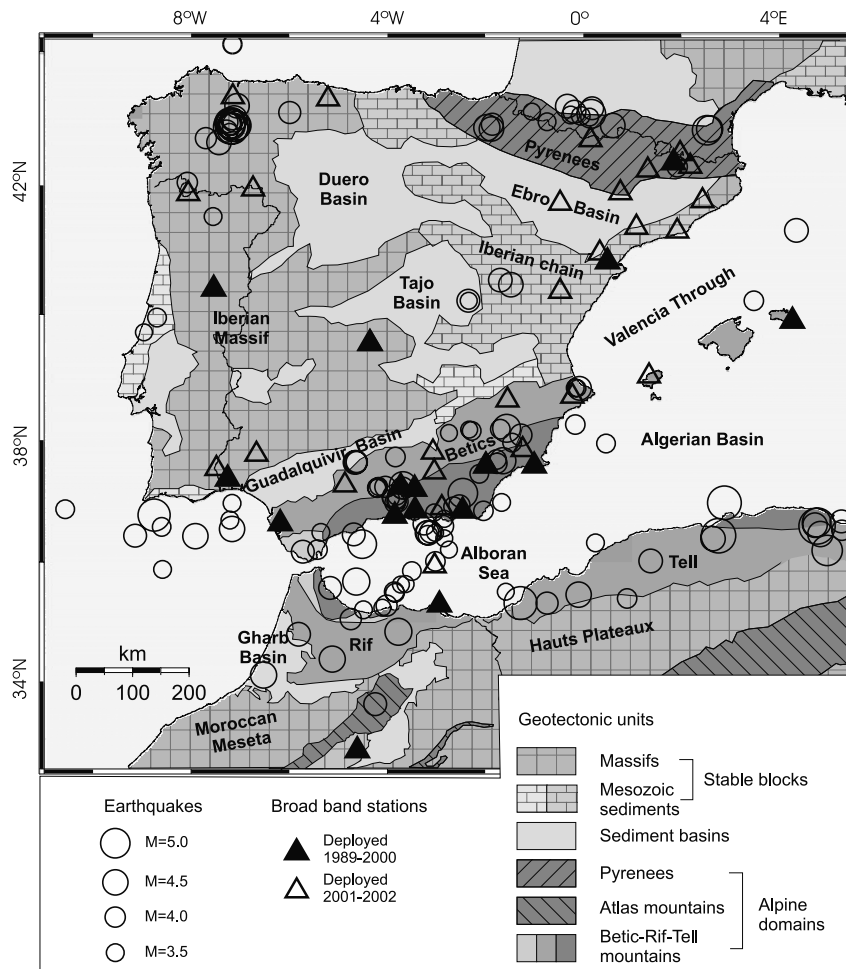 8°W 4°W 0° 4°E
42°N
38°N
34°N
Pyrenees
Duero
Basin
Ebro Basin
Iberian chain
Tajo
Basin
Iberian
Massif
Valencia Through
Guadalquivir Basin
Betics
Algerian Basin
Alboran
Sea
Tell
Hauts Plateaux
Gharb
Basin
Rif
Moroccan
Meseta
km
0 100 200
Earthquakes
M=5.0
M=4.5
M=4.0
M=3.5
Broad band stations
Deployed
1989-2000
Deployed
2001-2002
Geotectonic units
Massifs
Mesozoic
sediments
Stable blocks
Sediment basins
Pyrenees
Atlas mountains
Betic-Rif-Tell
mountains
Alpine
domains